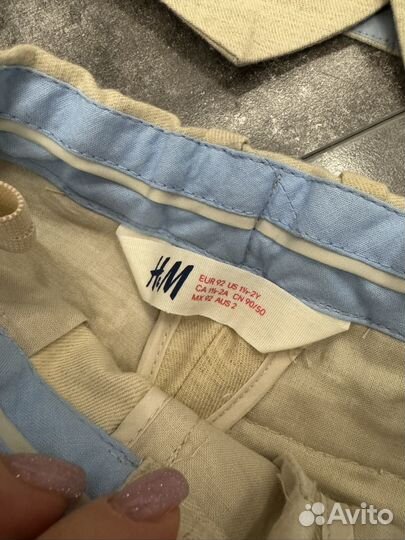 H&M
EUR 92 US 1½-2Y
CA 1½-2A CN 90/50
MX 92 AUS 2
Avito